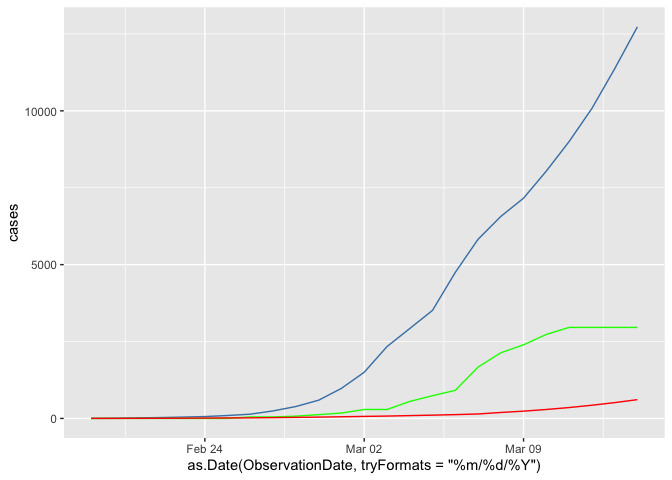 10000
5000
0
cases
Feb 24
Mar 02
Mar 09
as.Date(ObservationDate, tryFormats = "%m/%d/%Y")